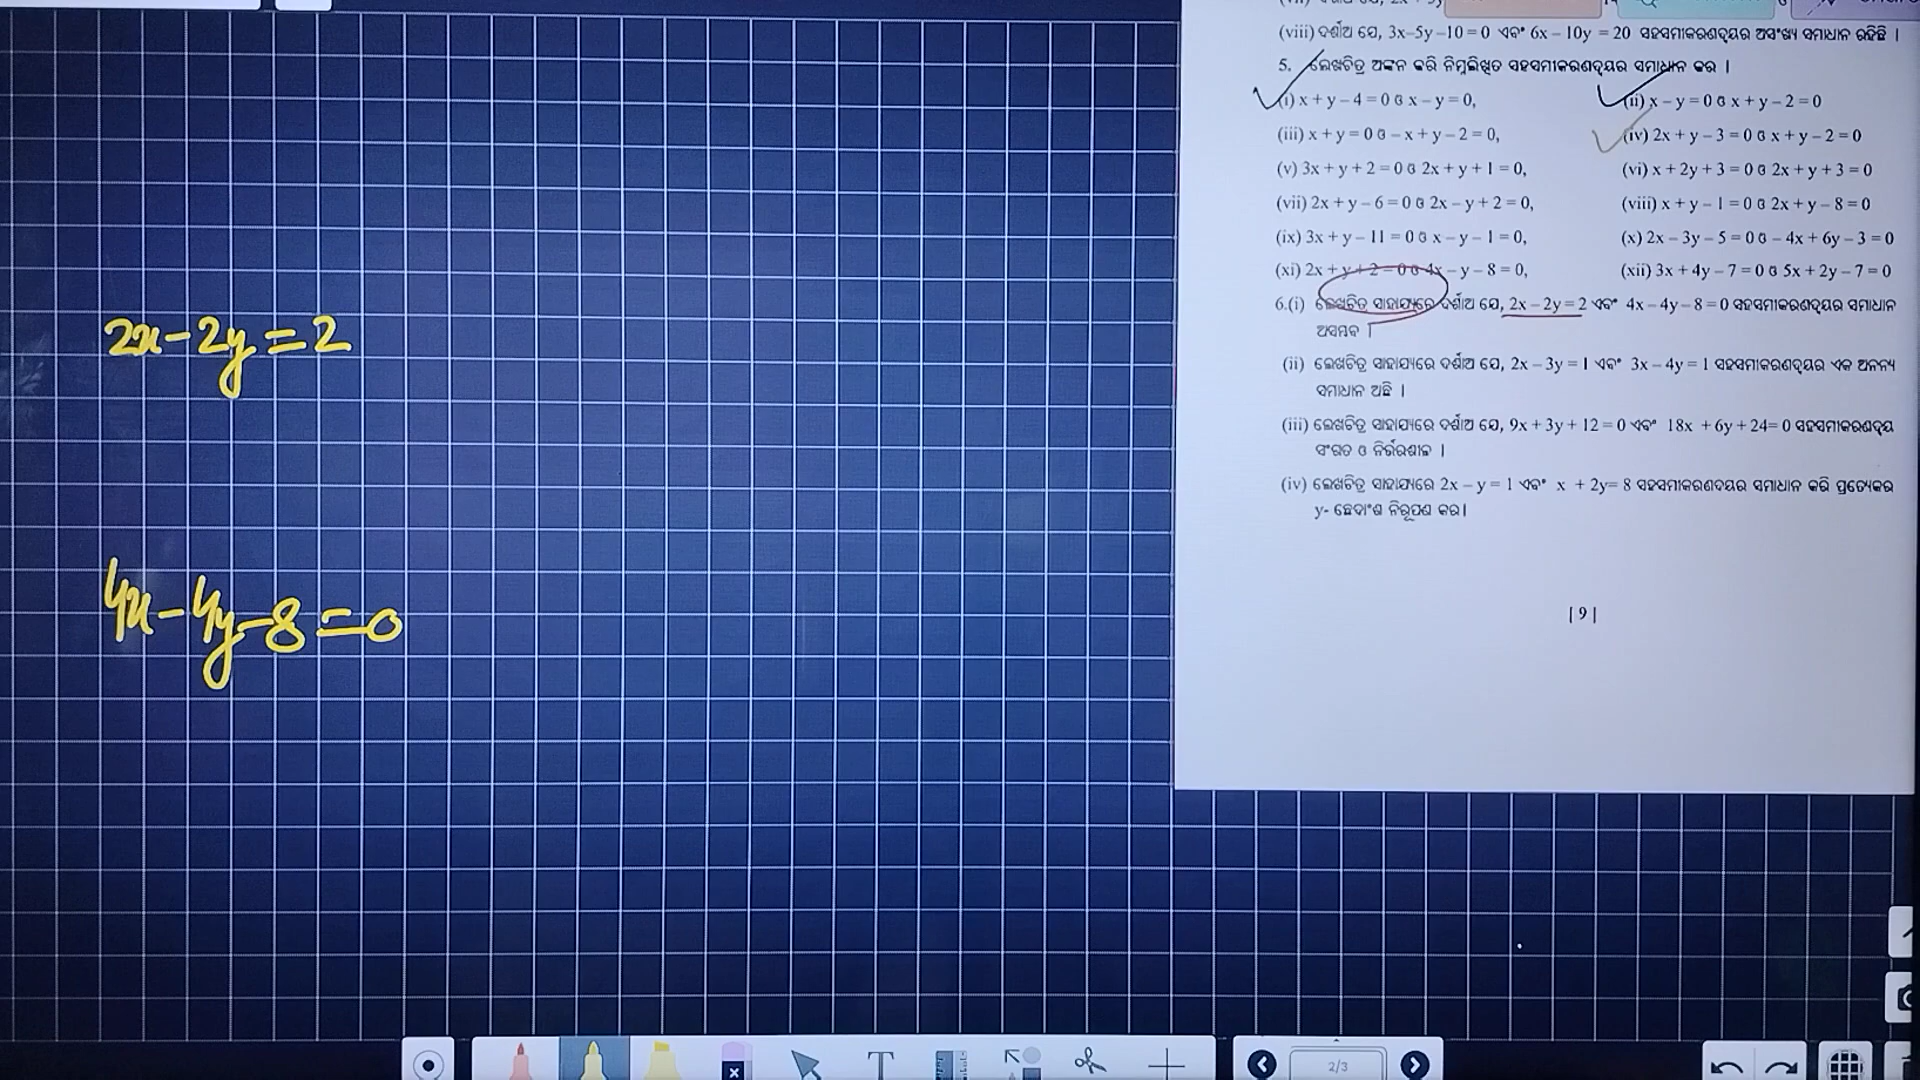 (viii) ଦର୍ଶାଅ ଯେ, 3x–5y –10 = 0 ଏବଂ 6x – 10y = 20 ସହସମୀକରଣଦ୍ୱୟର ଅସଂଖ୍ୟ ସମାଧାନ ରହିଛି ।
5. ଲେଖଚିତ୍ର ଅଙ୍କନ କରି ନିମ୍ନଲିଖିତ ସହସମୀକରଣଦ୍ୱୟର ସମାଧାନ କର ।
(i) x + y – 4 = 0 ଓ x – y = 0, (ii) x – y = 0 ଓ x + y – 2 = 0
(iii) x + y = 0 ଓ – x + y – 2 = 0, (iv) 2x + y – 3 = 0 ଓ x + y – 2 = 0
(v) 3x + y + 2 = 0 ଓ 2x + y + 1 = 0, (vi) x + 2y + 3 = 0 ଓ 2x + y + 3 = 0
(vii) 2x + y – 6 = 0 ଓ 2x – y + 2 = 0, (viii) x + y – 1 = 0 ଓ 2x + y – 8 = 0
(ix) 3x + y – 11 = 0 ଓ x – y – 1 = 0, (x) 2x – 3y – 5 = 0 ଓ – 4x + 6y – 3 = 0
(xi) 2x + y + 2 = 0 ଓ 4x – y – 8 = 0, (xii) 3x + 4y – 7 = 0 ଓ 5x + 2y – 7 = 0
6.(i) ଲେଖଚିତ୍ର ସାହାଯ୍ୟରେ ଦର୍ଶାଅ ଯେ, 2x – 2y = 2 ଏବଂ 4x – 4y – 8 = 0 ସହସମୀକରଣଦ୍ୱୟର ସମାଧାନ
ଅସମ୍ଭବ ।
(ii) ଲେଖଚିତ୍ର ସାହାଯ୍ୟରେ ଦର୍ଶାଅ ଯେ, 2x – 3y = 1 ଏବଂ 3x – 4y = 1 ସହସମୀକରଣଦ୍ୱୟର ଏକ ଅନନ୍ୟ
ସମାଧାନ ଅଛି ।
(iii) ଲେଖଚିତ୍ର ସାହାଯ୍ୟରେ ଦର୍ଶାଅ ଯେ, 9x + 3y + 12 = 0 ଏବଂ 18x + 6y + 24= 0 ସହସମୀକରଣଦ୍ୱୟ
ସଂଗତ ଓ ନିର୍ଭରଶୀଳ ।
(iv) ଲେଖଚିତ୍ର ସାହାଯ୍ୟରେ 2x – y = 1 ଏବଂ x + 2y= 8 ସହସମୀକରଣଦ୍ୱୟର ସମାଧାନ କରି ପ୍ରତ୍ୟେକର
y- ଛେଦାଂଶ ନିରୂପଣ କର।
[ 9 ]
2x-2y=2
4x-4y-8=0
2/3